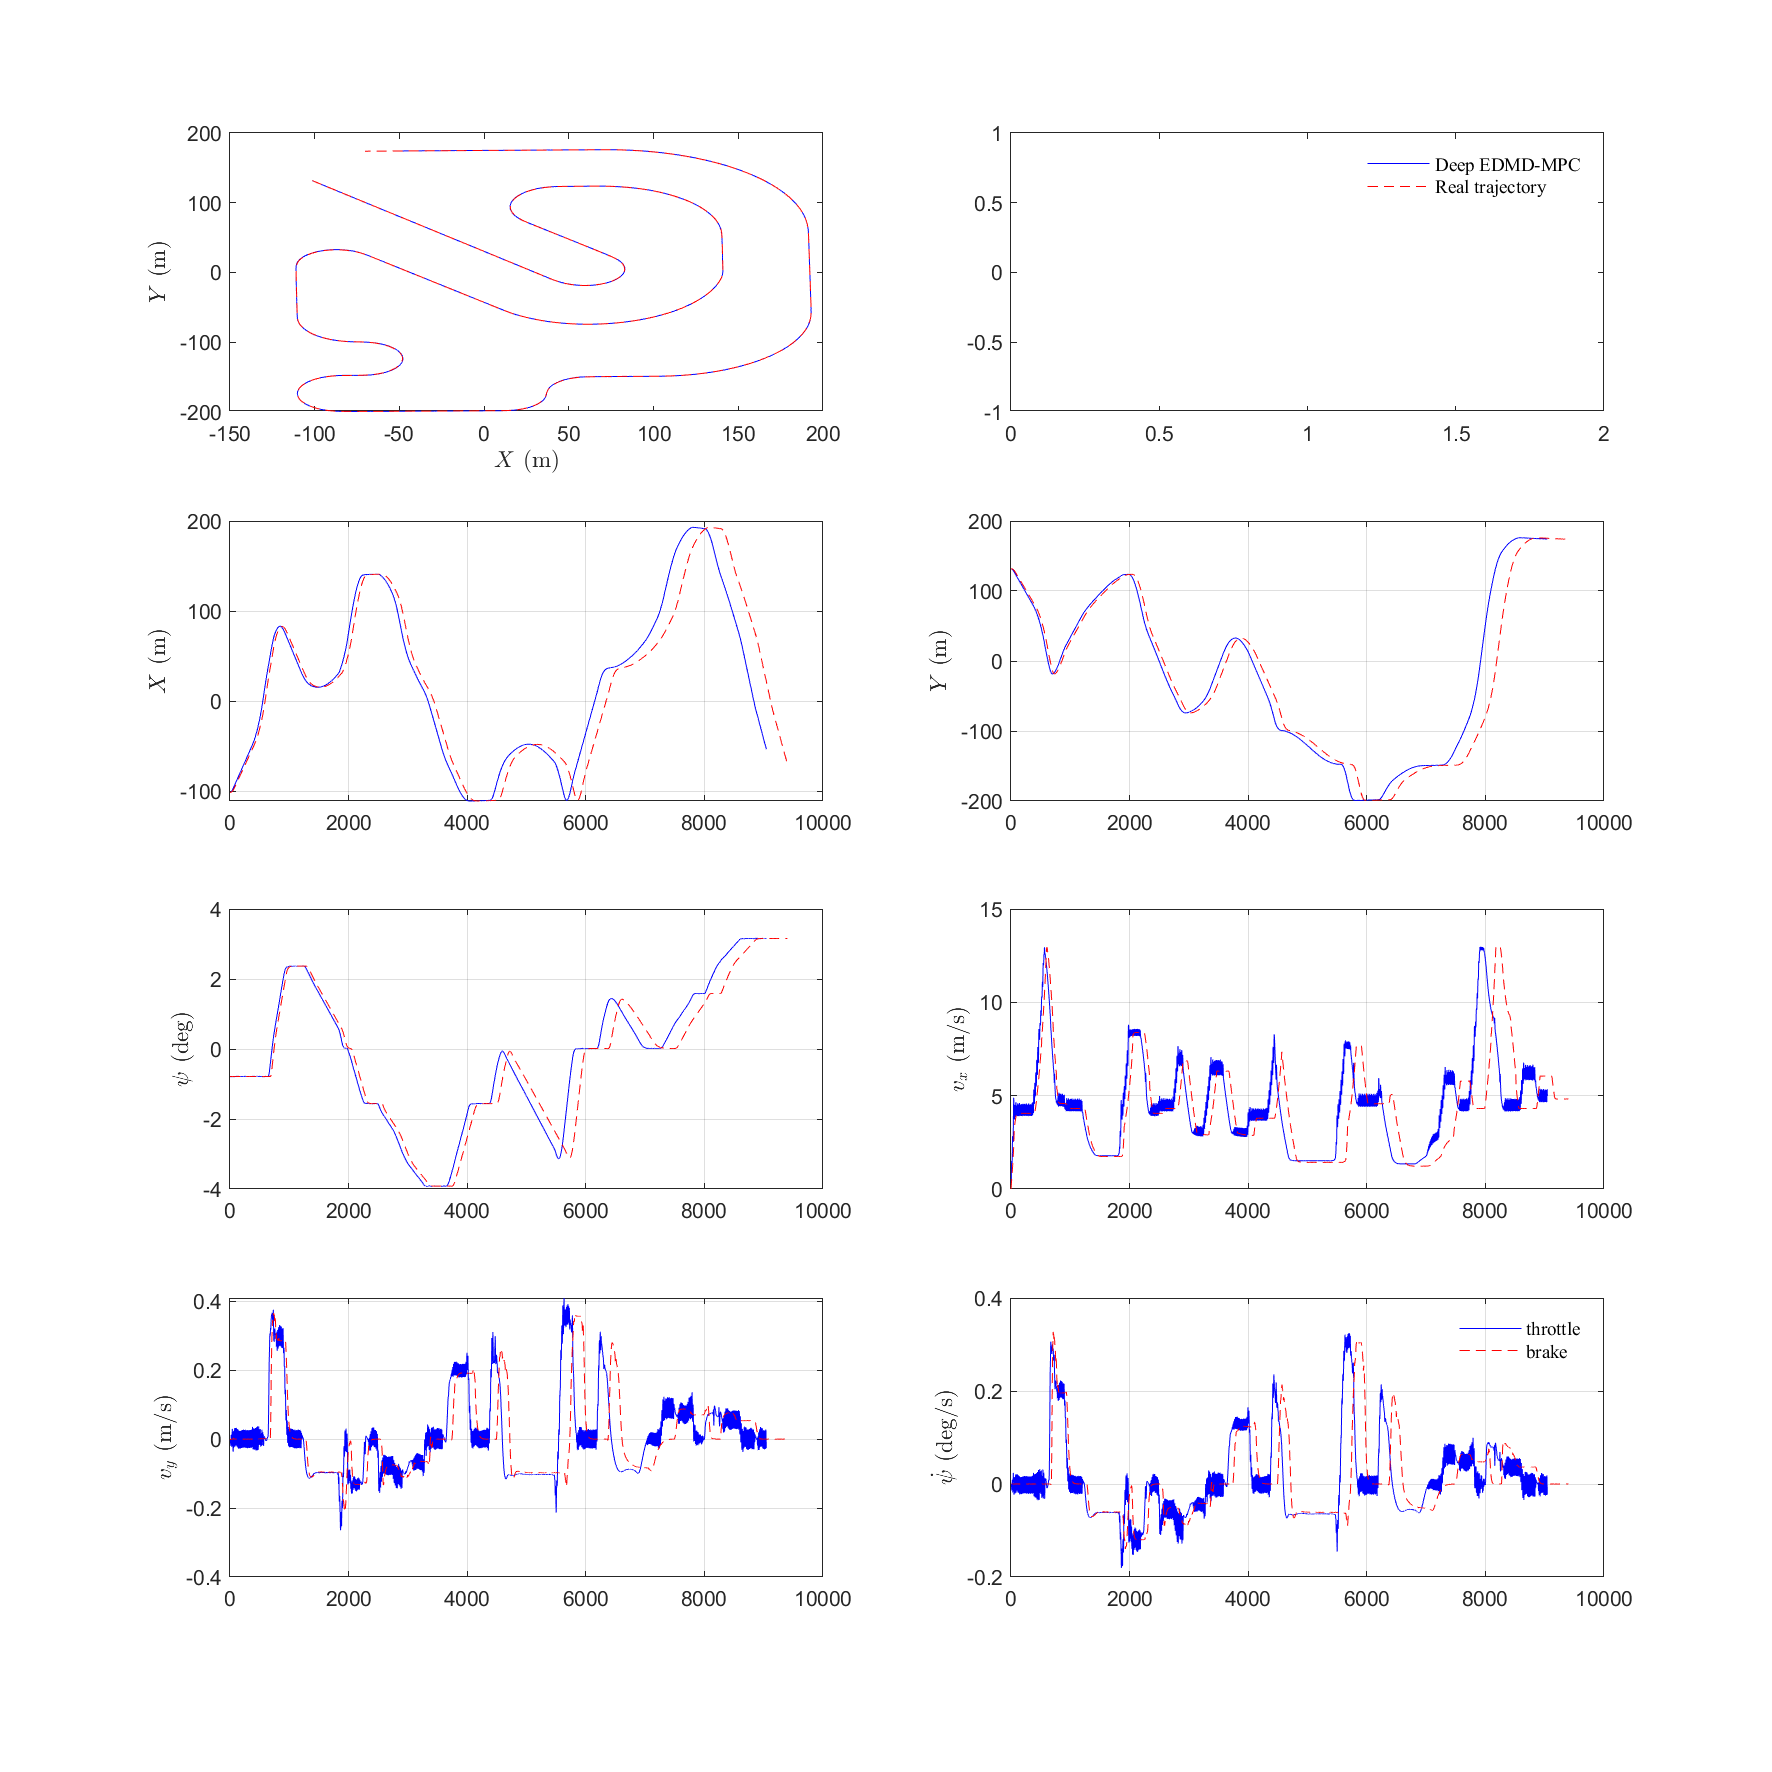 200
100
0
-100
-200
-150 -100 -50 0 50 100 150 200
X (m)
Y (m)
1
0.5
0
-0.5
-1
0 0.5 1 1.5 2
Deep EDMD-MPC
Real trajectory
200
100
0
-100
0 2000 4000 6000 8000 10000
X (m)
200
100
0
-100
-200
0 2000 4000 6000 8000 10000
Y (m)
4
2
0
-2
-4
0 2000 4000 6000 8000 10000
ψ (deg)
15
10
5
0
0 2000 4000 6000 8000 10000
vₓ (m/s)
0.4
0.2
0
-0.2
-0.4
0 2000 4000 6000 8000 10000
v_y (m/s)
0.4
0.2
0
-0.2
0 2000 4000 6000 8000 10000
ψ̇ (deg/s)
throttle
brake